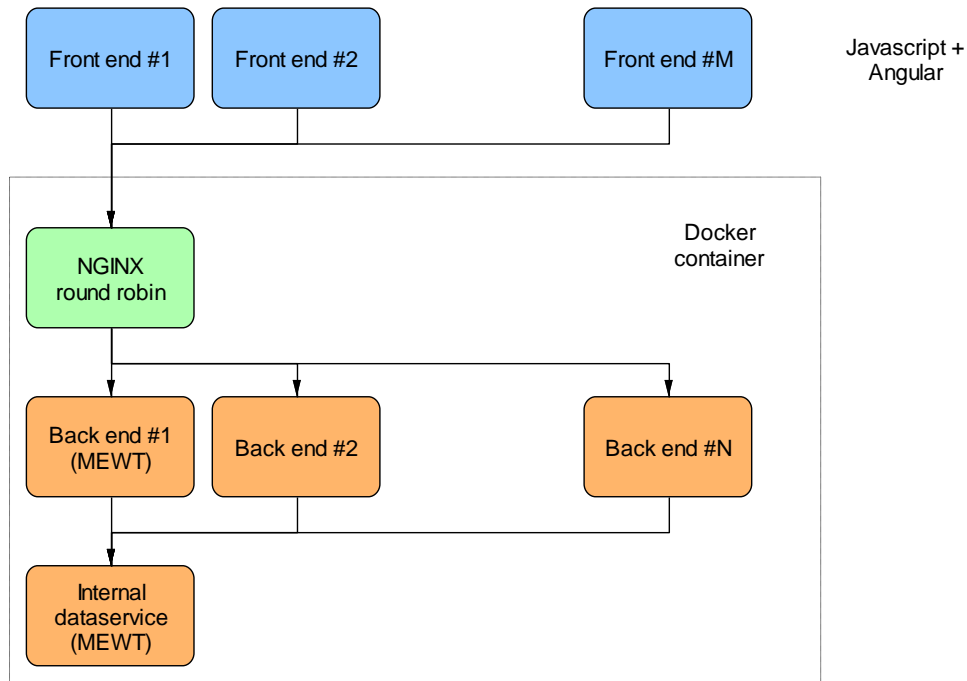 Front end #1
Front end #2
Front end #M
Javascript +
Angular
Docker
container
NGINX
round robin
Back end #1
(MEWT)
Back end #2
Back end #N
Internal
dataservice
(MEWT)